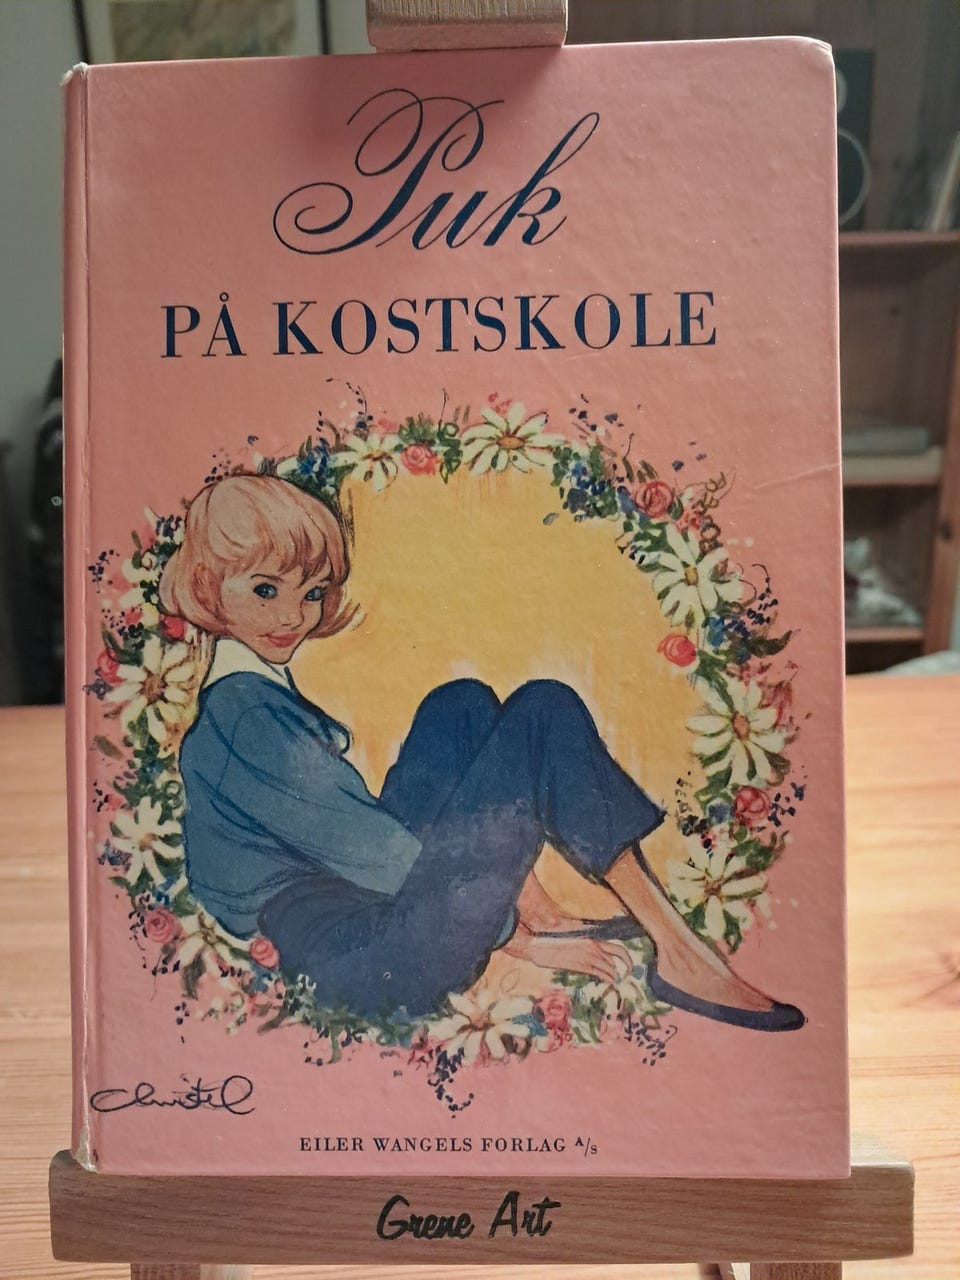 Puk
PÅ KOSTSKOLE
Christel
EILER WANGELS FORLAG A/S
Grene Art